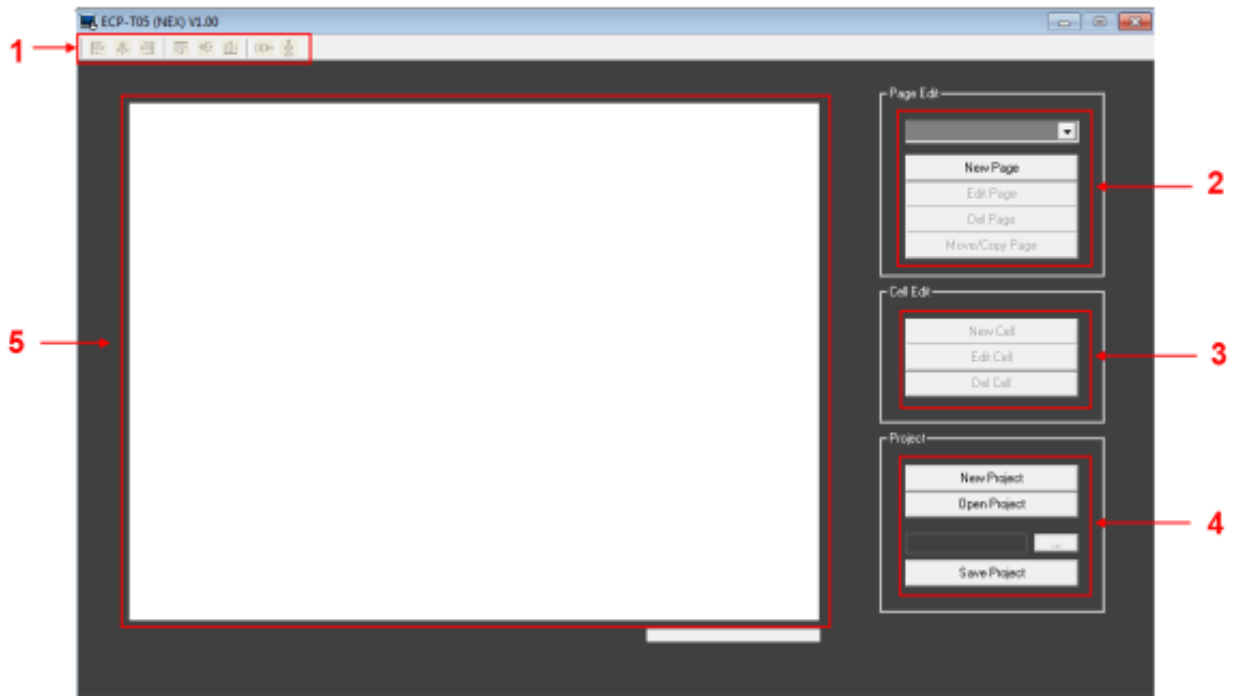 ECP-T05 (NEX) V1.00
1
Page Edit
New Page
2
Edit Page
Del Page
Move/Copy Page
Cell Edit
New Cell
5
3
Edit Cell
Del Cell
Project
New Project
Open Project
4
...
Save Project